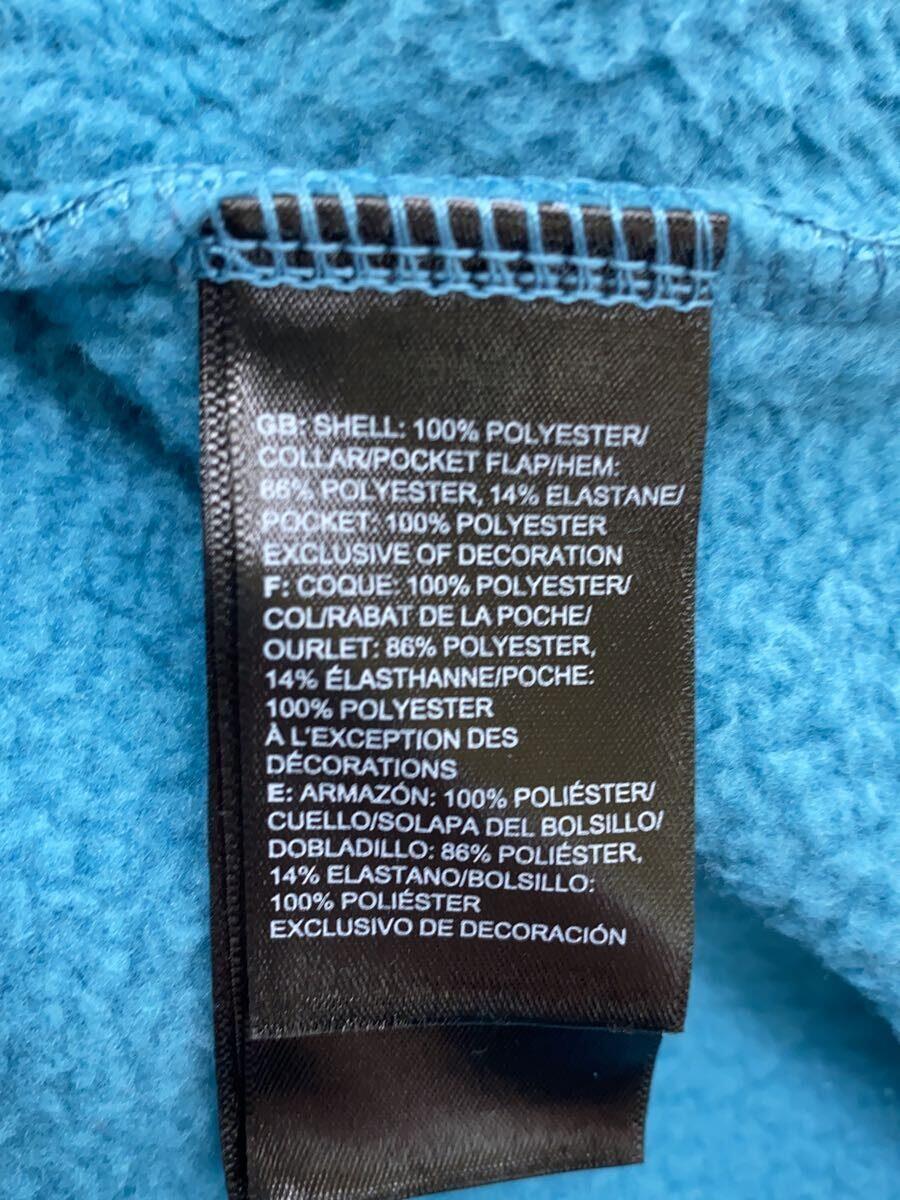 GB: SHELL: 100% POLYESTER/
COLLAR/POCKET FLAP/HEM:
86% POLYESTER, 14% ELASTANE/
POCKET: 100% POLYESTER
EXCLUSIVE OF DECORATION
F: COQUE: 100% POLYESTER/
COL/RABAT DE LA POCHE/
OURLET: 86% POLYESTER,
14% ÉLASTHANNE/POCHE:
100% POLYESTER
À L'EXCEPTION DES
DÉCORATIONS
E: ARMAZÓN: 100% POLIÉSTER/
CUELLO/SOLAPA DEL BOLSILLO/
DOBLADILLO: 86% POLIÉSTER,
14% ELASTANO/BOLSILLO:
100% POLIÉSTER
EXCLUSIVO DE DECORACIÓN